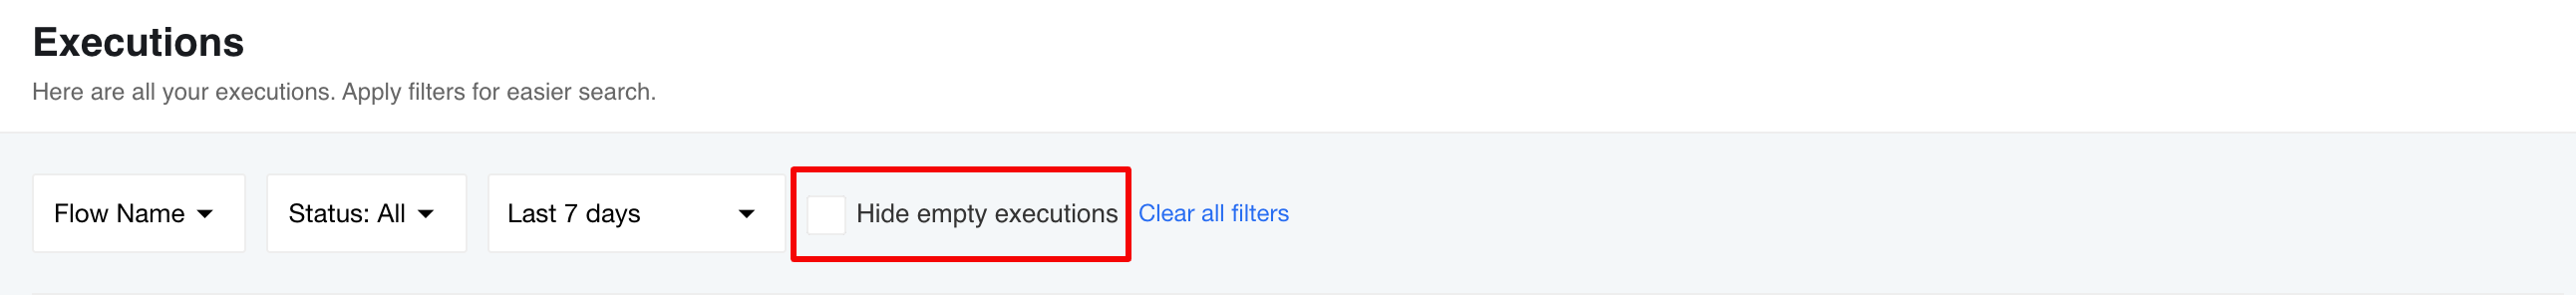 Executions
Here are all your executions. Apply filters for easier search.
Flow Name Status: All Last 7 days Hide empty executions Clear all filters